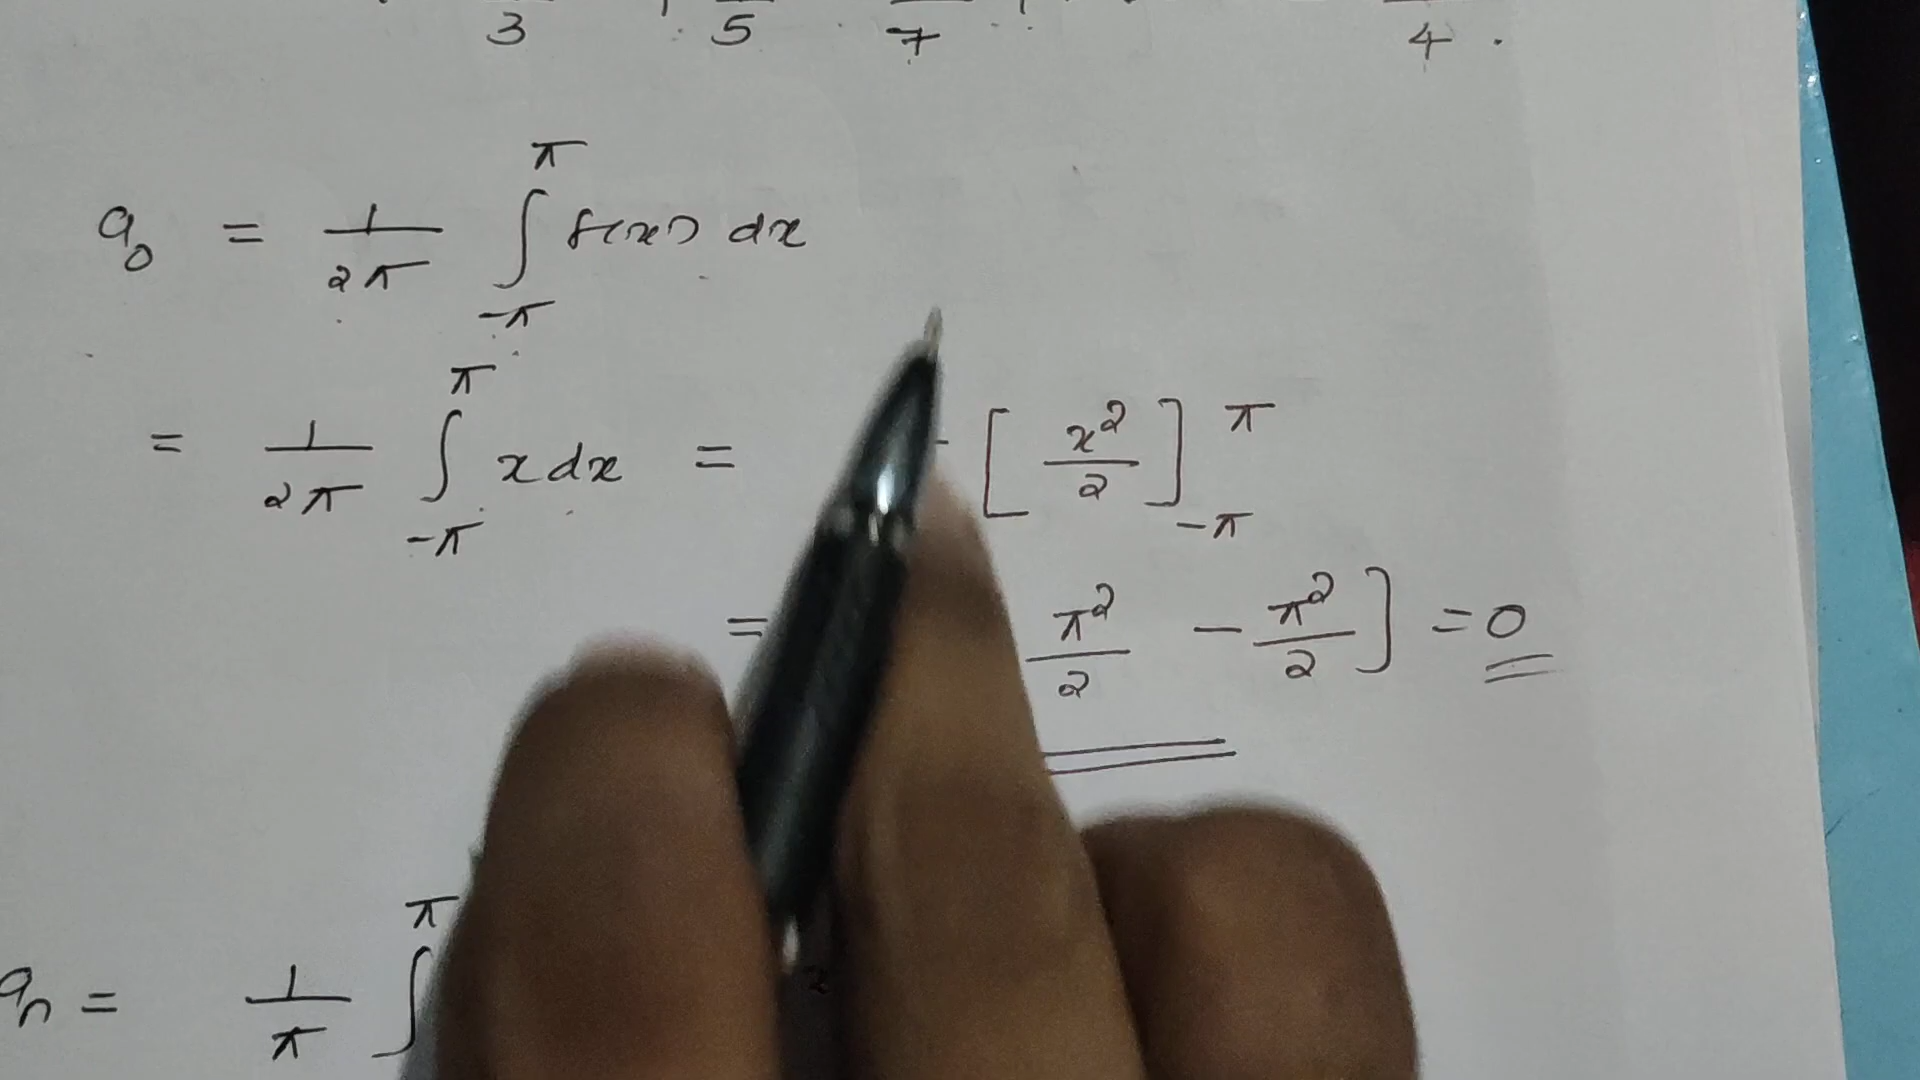 3 5 7 4 .
a₀ = 1/2π ∫_{-π}^{π} f(x) dx
= 1/2π ∫_{-π}^{π} x dx = [x²/2]_{-π}^{π}
= π²/2 - π²/2] = 0
aₙ = 1/π ∫^{π}